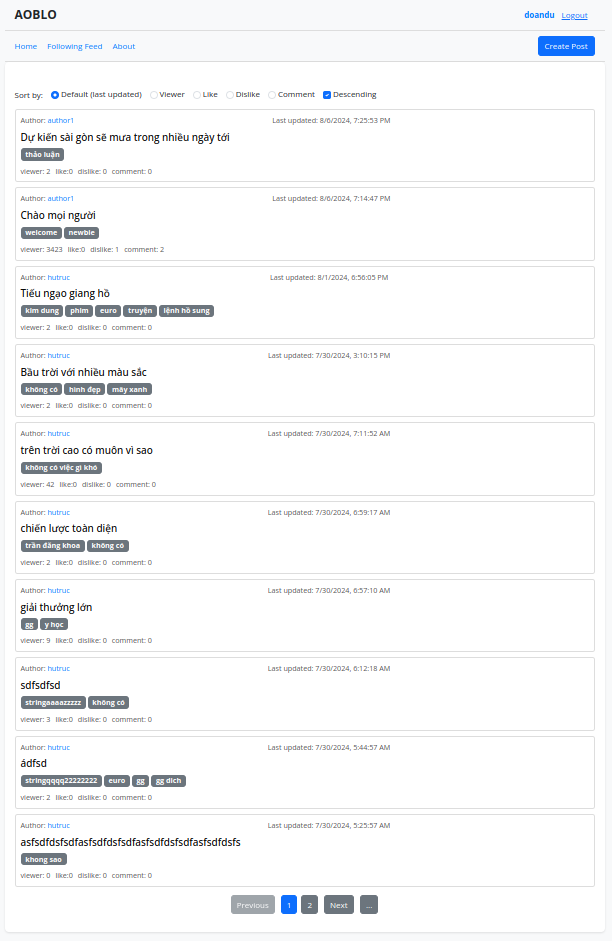 AOBLO doandu Logout
Home Following Feed About Create Post
Sort by: Default (last updated) Viewer Like Dislike Comment Descending
Author: author1 Last updated: 8/6/2024, 7:25:53 PM
Dự kiến sài gòn sẽ mưa trong nhiều ngày tới
thảo luận
viewer: 2 like:0 dislike: 0 comment: 0
Author: author1 Last updated: 8/6/2024, 7:14:47 PM
Chào mọi người
welcome newbie
viewer: 3423 like:0 dislike: 1 comment: 2
Author: hutruc Last updated: 8/1/2024, 6:56:05 PM
Tiếu ngạo giang hồ
kim dung phim euro truyện lệnh hồ sung
viewer: 2 like:0 dislike: 0 comment: 0
Author: hutruc Last updated: 7/30/2024, 3:10:15 PM
Bầu trời với nhiều màu sắc
không có hình đẹp mây xanh
viewer: 2 like:0 dislike: 0 comment: 0
Author: hutruc Last updated: 7/30/2024, 7:11:52 AM
trên trời cao có muôn vì sao
không có việc gì khó
viewer: 42 like:0 dislike: 0 comment: 0
Author: hutruc Last updated: 7/30/2024, 6:59:17 AM
chiến lược toàn diện
trần đăng khoa không có
viewer: 2 like:0 dislike: 0 comment: 0
Author: hutruc Last updated: 7/30/2024, 6:57:10 AM
giải thưởng lớn
gg y học
viewer: 9 like:0 dislike: 0 comment: 0
Author: hutruc Last updated: 7/30/2024, 6:12:18 AM
sdfsdfsd
stringaaaazzzzz không có
viewer: 3 like:0 dislike: 0 comment: 0
Author: hutruc Last updated: 7/30/2024, 5:44:57 AM
ádfsd
stringqqqq22222222 euro gg gg dich
viewer: 2 like:0 dislike: 0 comment: 0
Author: hutruc Last updated: 7/30/2024, 5:25:57 AM
asfsdfdsfsdfasfsdfdsfsdfasfsdfdsfsdfasfsdfdsfs
khong sao
viewer: 0 like:0 dislike: 0 comment: 0
Previous 1 2 Next ...